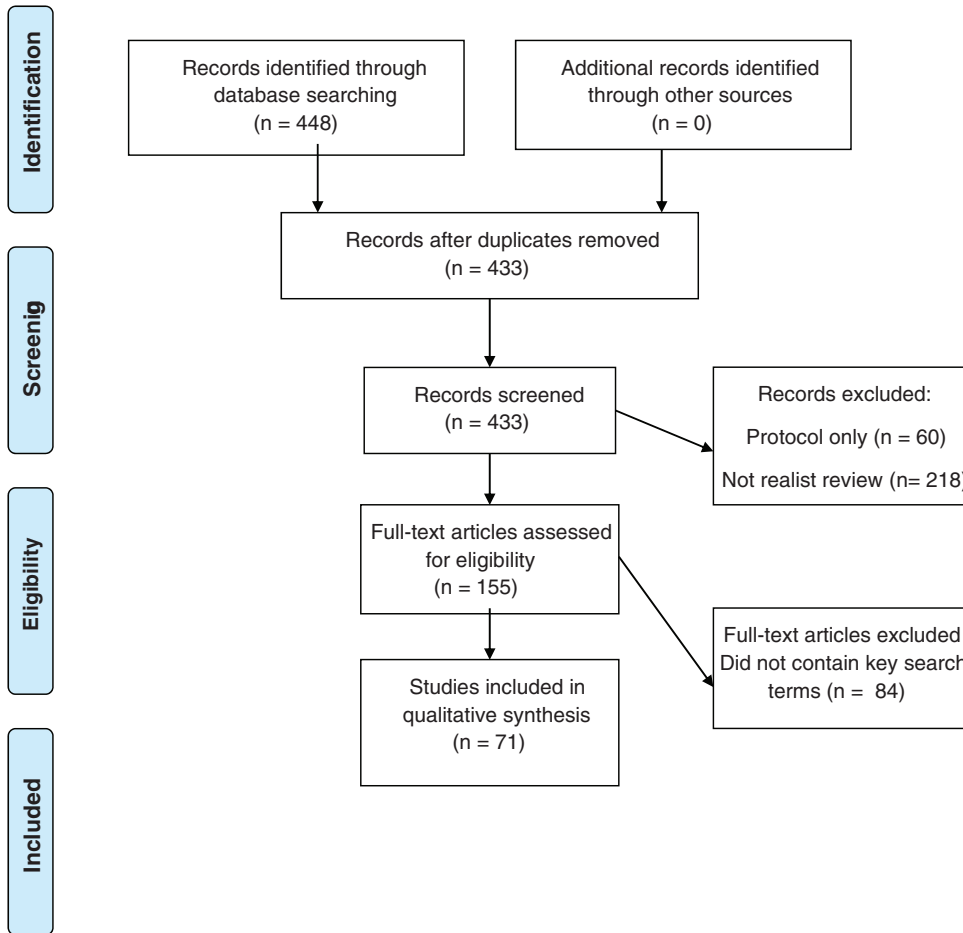 Identification
Records identified through
database searching
(n = 448)
Additional records identified
through other sources
(n = 0)
Records after duplicates removed
(n = 433)
Screenig
Records screened
(n = 433)
Records excluded:
Protocol only (n = 60)
Not realist review (n= 218)
Eligibility
Full-text articles assessed
for eligibility
(n = 155)
Full-text articles excluded
Did not contain key search
terms (n = 84)
Studies included in
qualitative synthesis
(n = 71)
Included